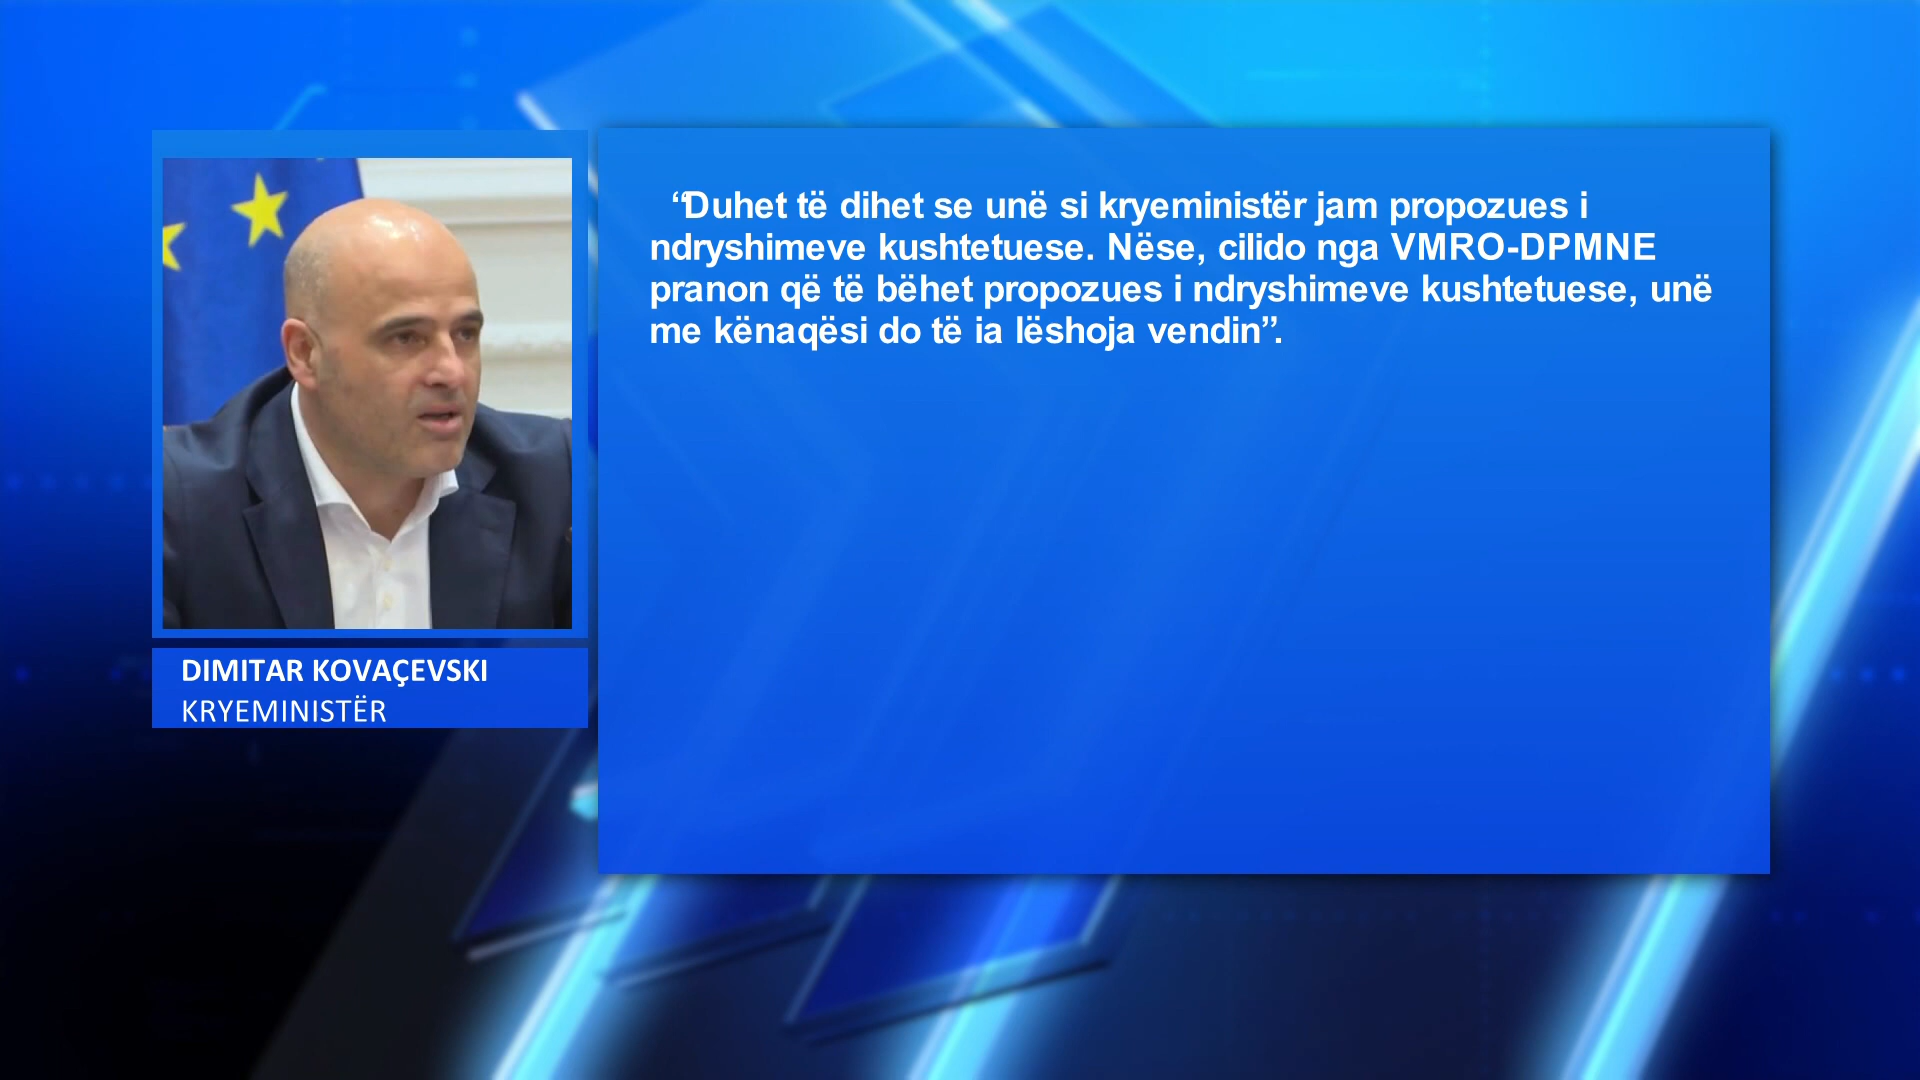 “Duhet të dihet se unë si kryeministër jam propozues i
ndryshimeve kushtetuese. Nëse, cilido nga VMRO-DPMNE
pranon që të bëhet propozues i ndryshimeve kushtetuese, unë
me kënaqësi do të ia lëshoja vendin”.
DIMITAR KOVAÇEVSKI
KRYEMINISTËR